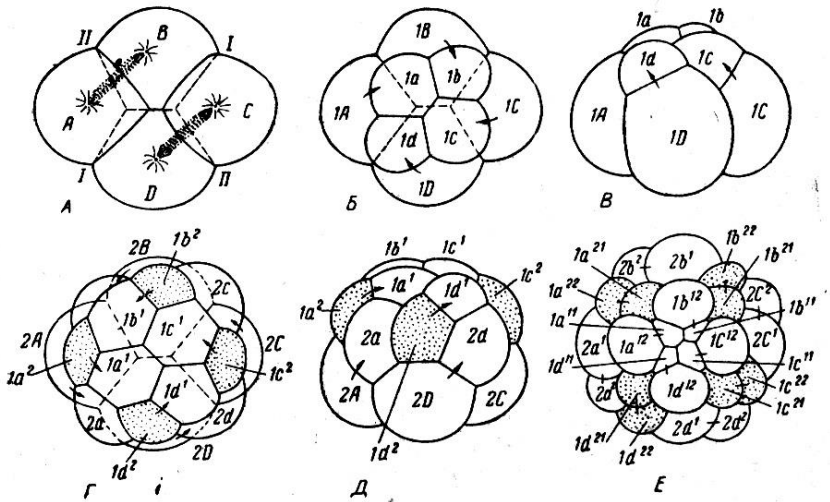 II B I
A C
I D II
А
1B
1a 1b
1A 1C
1d 1c
1D
Б
1a 1b
1d 1c
1A 1C
1D
В
2B 1b²
2c
1b¹
2A 1c¹ 2C
1a² 1a¹ 1c²
1d¹
2a 2d
2D
1d²
Г
1b¹ 1c¹
1a² 1a¹ 1d¹ 1c²
2a 2d
2A 2D 2C
1d²
Д
1a²¹ 2b² 2b¹ 1b²²
1b²¹
1a²² 1b¹² 2c²
1a¹¹ 1b¹¹
2a¹ 1a¹² 1c¹² 2c¹
1d¹¹ 1c¹¹
2a² 1d¹² 1c²²
1c²¹
1d²¹ 2d¹ 2d²
1d²²
Е